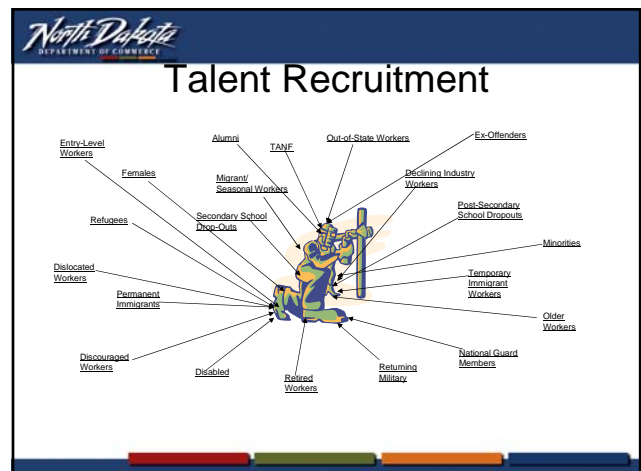 North Dakota
DEPARTMENT OF COMMERCE
Talent Recruitment
Entry-Level
Workers
Alumni
TANF
Out-of-State Workers
Ex-Offenders
Females
Migrant/
Seasonal Workers
Declining Industry
Workers
Refugees
Secondary School
Drop-Outs
Post-Secondary
School Dropouts
Minorities
Dislocated
Workers
Permanent
Immigrants
Temporary
Immigrant
Workers
Older
Workers
Discouraged
Workers
Disabled
Retired
Workers
Returning
Military
National Guard
Members